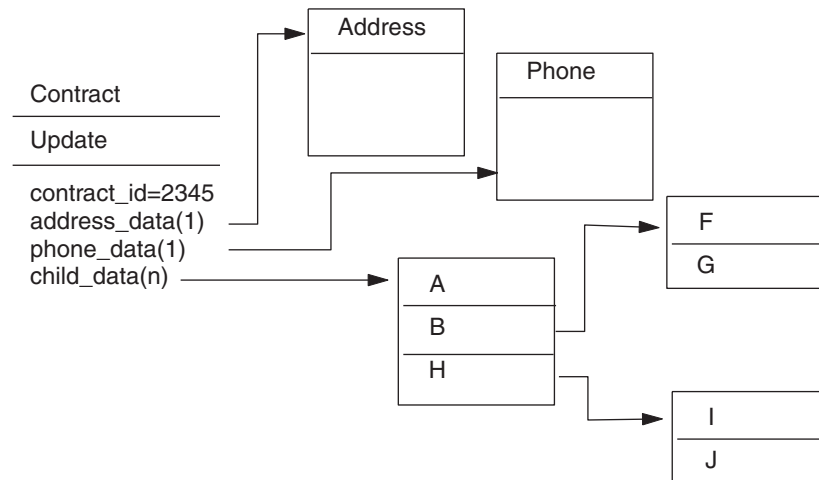 Address
Phone
Contract
Update
contract_id=2345
address_data(1)
phone_data(1)
child_data(n)
A
B
H
F
G
I
J